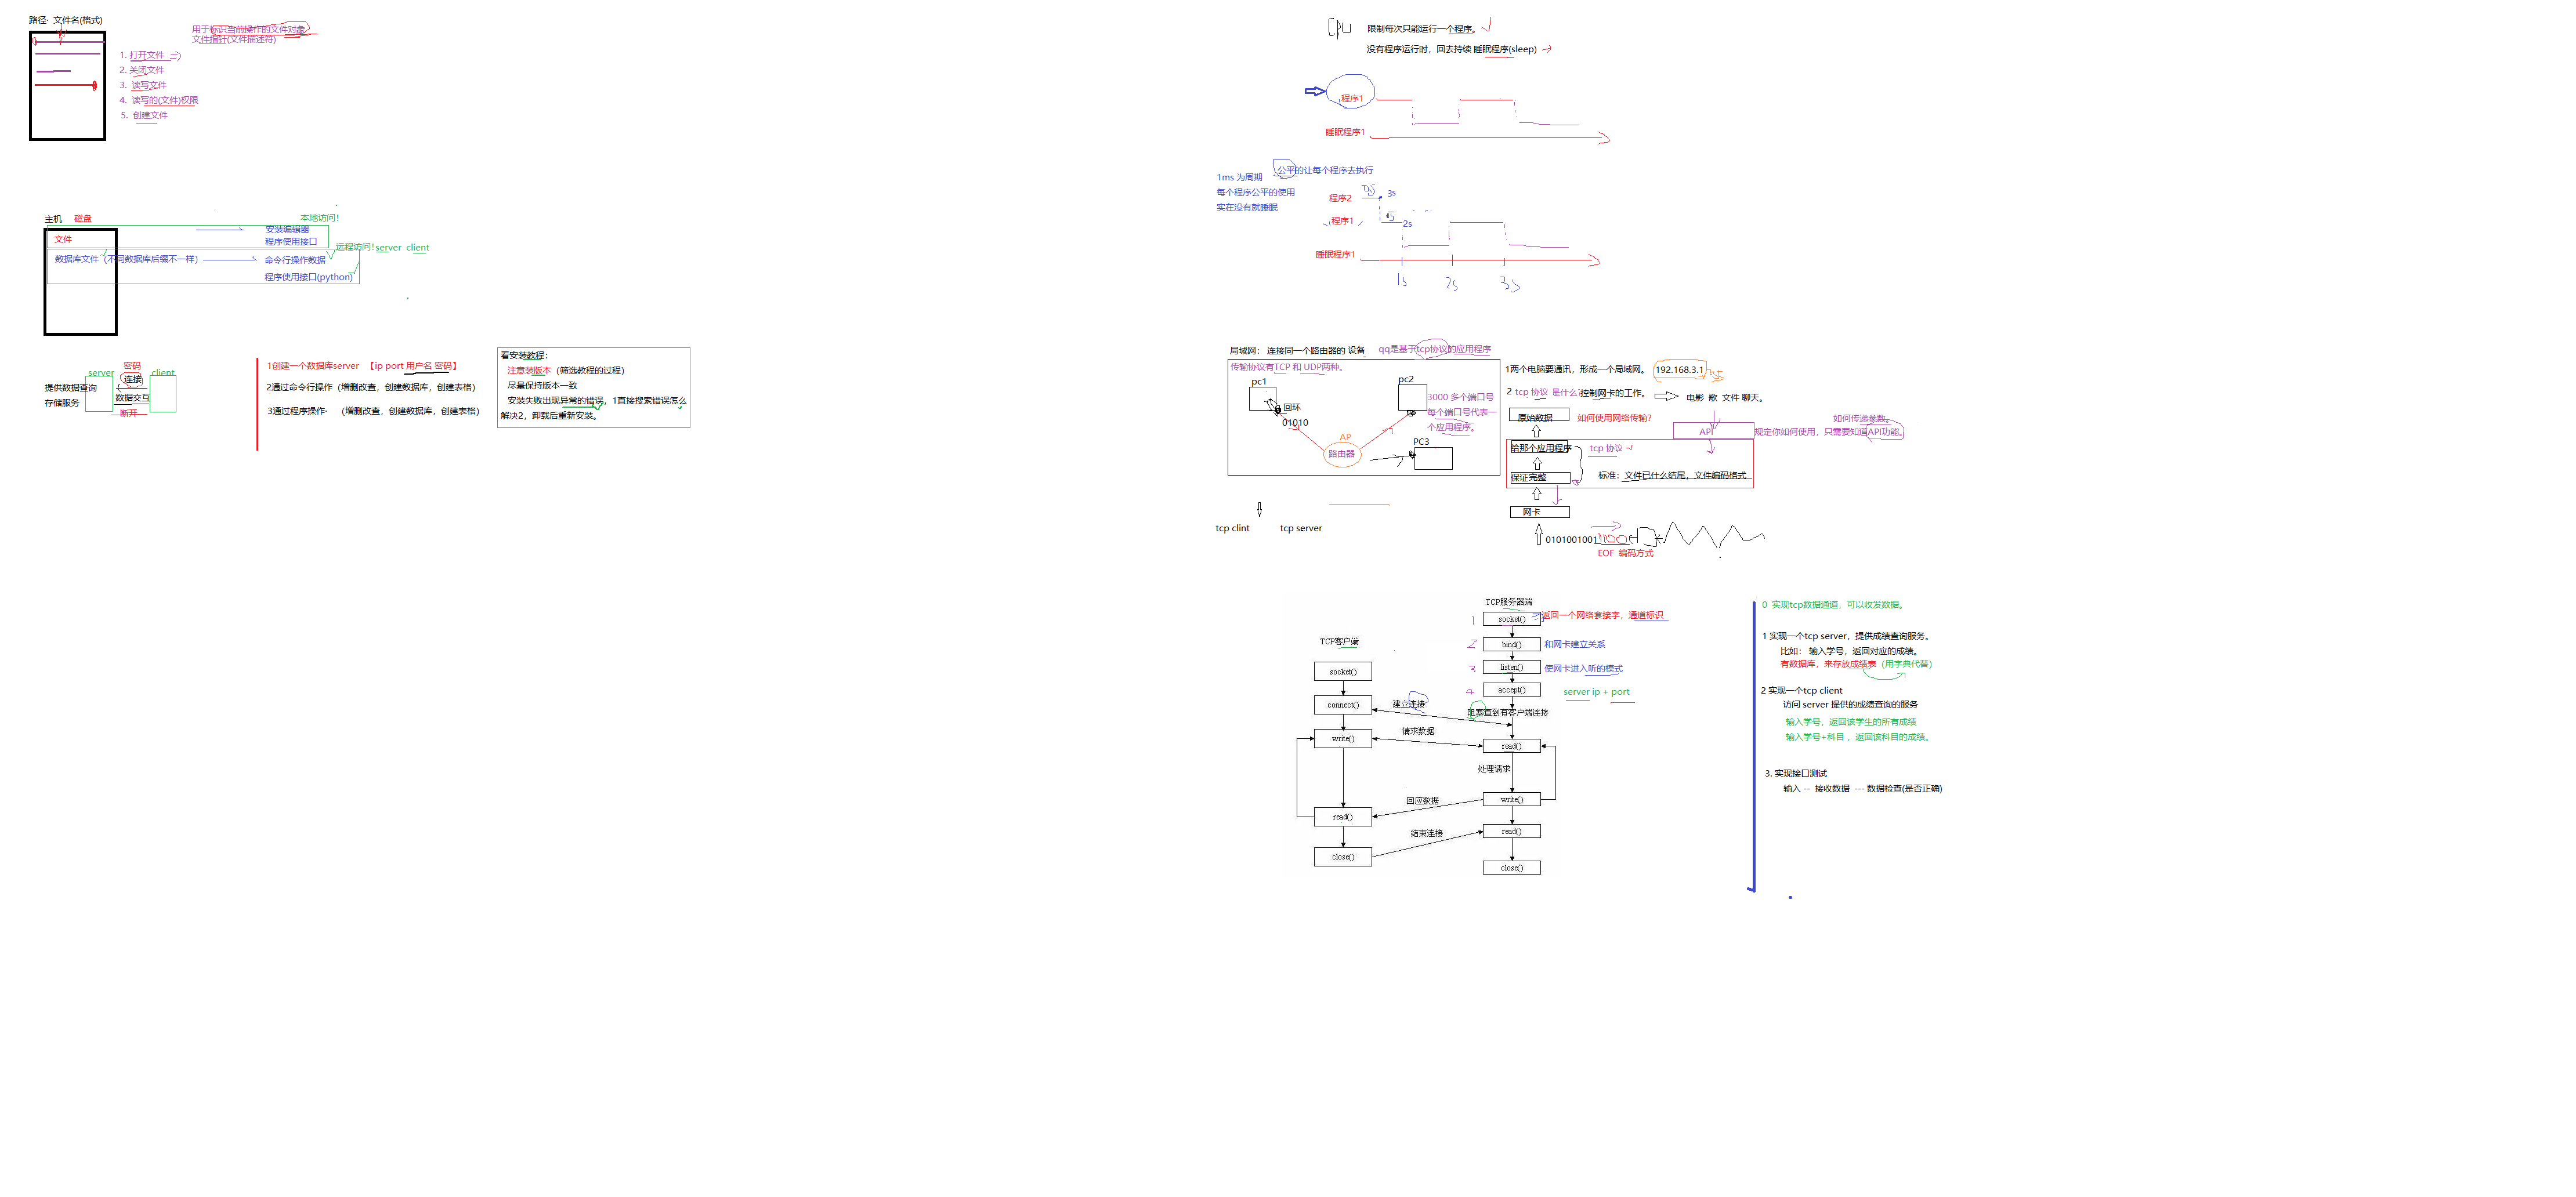 路径· 文件名(格式)
用于标识当前操作的文件对象
文件指针(文件描述符)
1. 打开文件
2. 关闭文件
3. 读写文件
4. 读写的(文件)权限
5. 创建文件
主机 磁盘
本地访问!
文件
安装编辑器
程序使用接口
远程访问!server client
数据库文件（不同数据库后缀不一样）
命令行操作数据
程序使用接口(python)
密码
server
连接
client
提供数据查询
存储服务
数据交互
断开
1创建一个数据库server 【ip port 用户名 密码】
2通过命令行操作（增删改查，创建数据库，创建表格）
3通过程序操作· （增删改查，创建数据库，创建表格）
看安装教程：
注意装版本（筛选教程的过程）
尽量保持版本一致
安装失败出现异常的错误，1直接搜索错误怎么
解决2，卸载后重新安装。
CPU
限制每次只能运行一个程序。
没有程序运行时，回去持续 睡眠程序(sleep)
程序1
睡眠程序1
1ms 为周期
公平的让每个程序去执行
每个程序公平的使用
实在没有就睡眠
程序2
3s
程序1
2s
睡眠程序1
1s
2s
3s
局域网： 连接同一个路由器的 设备
qq是基于tcp协议的应用程序
传输协议有TCP 和 UDP两种。
pc1
pc2
回环
01010
3000 多个端口号
每个端口号代表一
个应用程序。
AP
路由器
PC3
tcp clint
tcp server
1两个电脑要通讯，形成一个局域网。
192.168.3.1
2 tcp 协议 是什么?控制网卡的工作。
电影 歌 文件 聊天。
原始数据
如何使用网络传输?
API
如何传递参数。
规定你如何使用，只需要知道API功能。
给那个应用程序
tcp 协议
保证完整
标准：文件已什么结尾，文件编码格式
网卡
0101001001
EOF 编码方式
TCP服务器端
socket()
返回一个网络套接字，通道标识
bind()
和网卡建立关系
listen()
使网卡进入听的模式
accept()
server ip + port
阻塞直到有客户端连接
TCP客户端
socket()
connect()
建立连接
write()
请求数据
read()
处理请求
write()
回应数据
read()
结束连接
read()
close()
close()
0 实现tcp数据通道，可以收发数据。
1 实现一个tcp server，提供成绩查询服务。
比如： 输入学号，返回对应的成绩。
有数据库，来存放成绩表（用字典代替）
2 实现一个tcp client
访问 server 提供的成绩查询的服务
输入学号，返回该学生的所有成绩
输入学号+科目 ，返回该科目的成绩。
3. 实现接口测试
输入 -- 接收数据 --- 数据检查(是否正确)